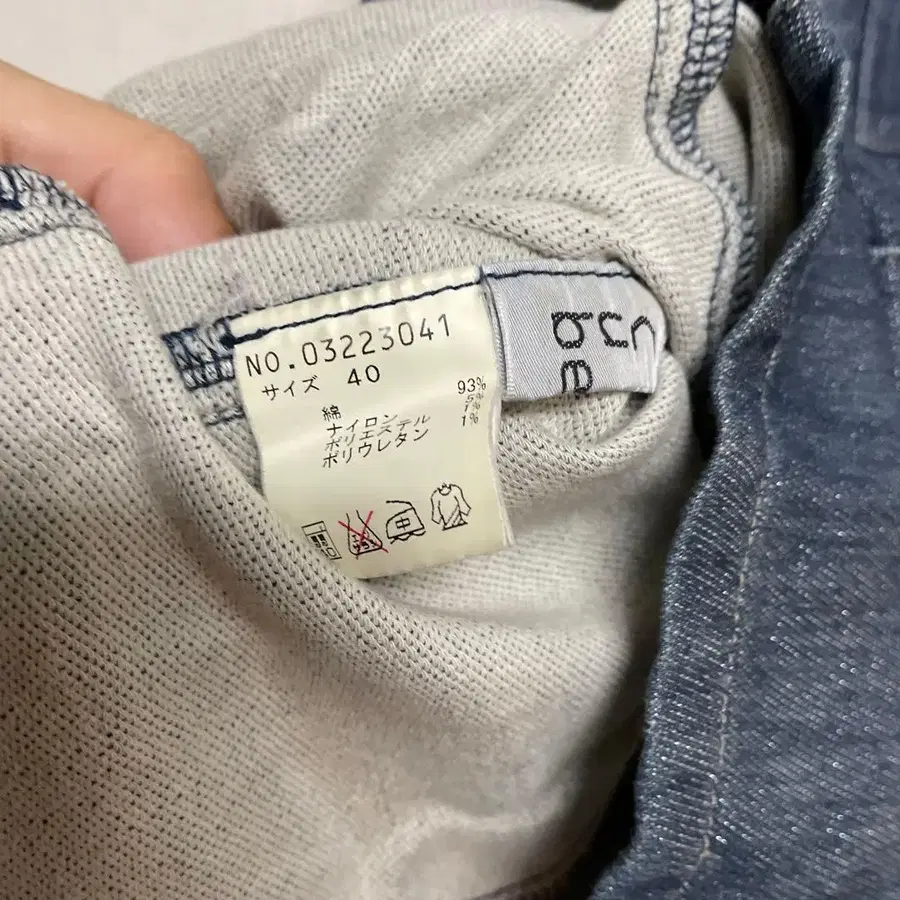 NO.03223041
サイズ 40
綿 93%
ナイロン 5%
ポリエステル 1%
ポリウレタン 1%
中